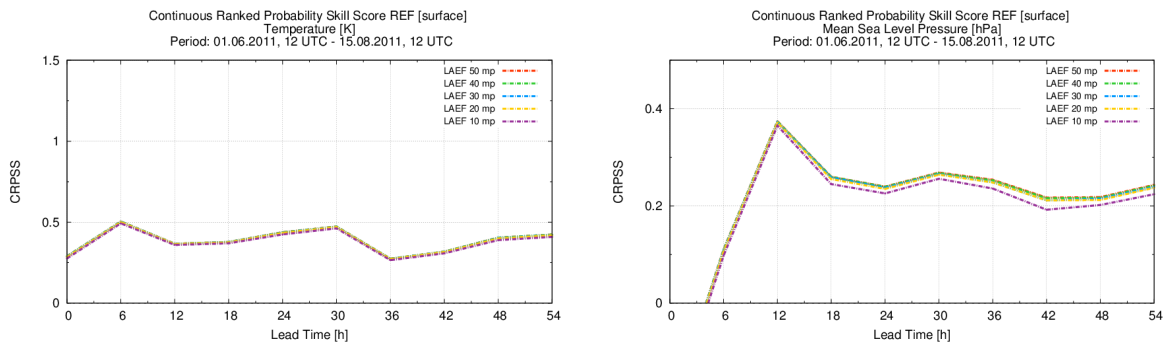 Continuous Ranked Probability Skill Score REF [surface]
Temperature [K]
Period: 01.06.2011, 12 UTC - 15.08.2011, 12 UTC
1.5
1
0.5
0
CRPSS
LAEF 50 mp
LAEF 40 mp
LAEF 30 mp
LAEF 20 mp
LAEF 10 mp
0 6 12 18 24 30 36 42 48 54
Lead Time [h]
Continuous Ranked Probability Skill Score REF [surface]
Mean Sea Level Pressure [hPa]
Period: 01.06.2011, 12 UTC - 15.08.2011, 12 UTC
0.4
0.2
0
CRPSS
LAEF 50 mp
LAEF 40 mp
LAEF 30 mp
LAEF 20 mp
LAEF 10 mp
0 6 12 18 24 30 36 42 48 54
Lead Time [h]